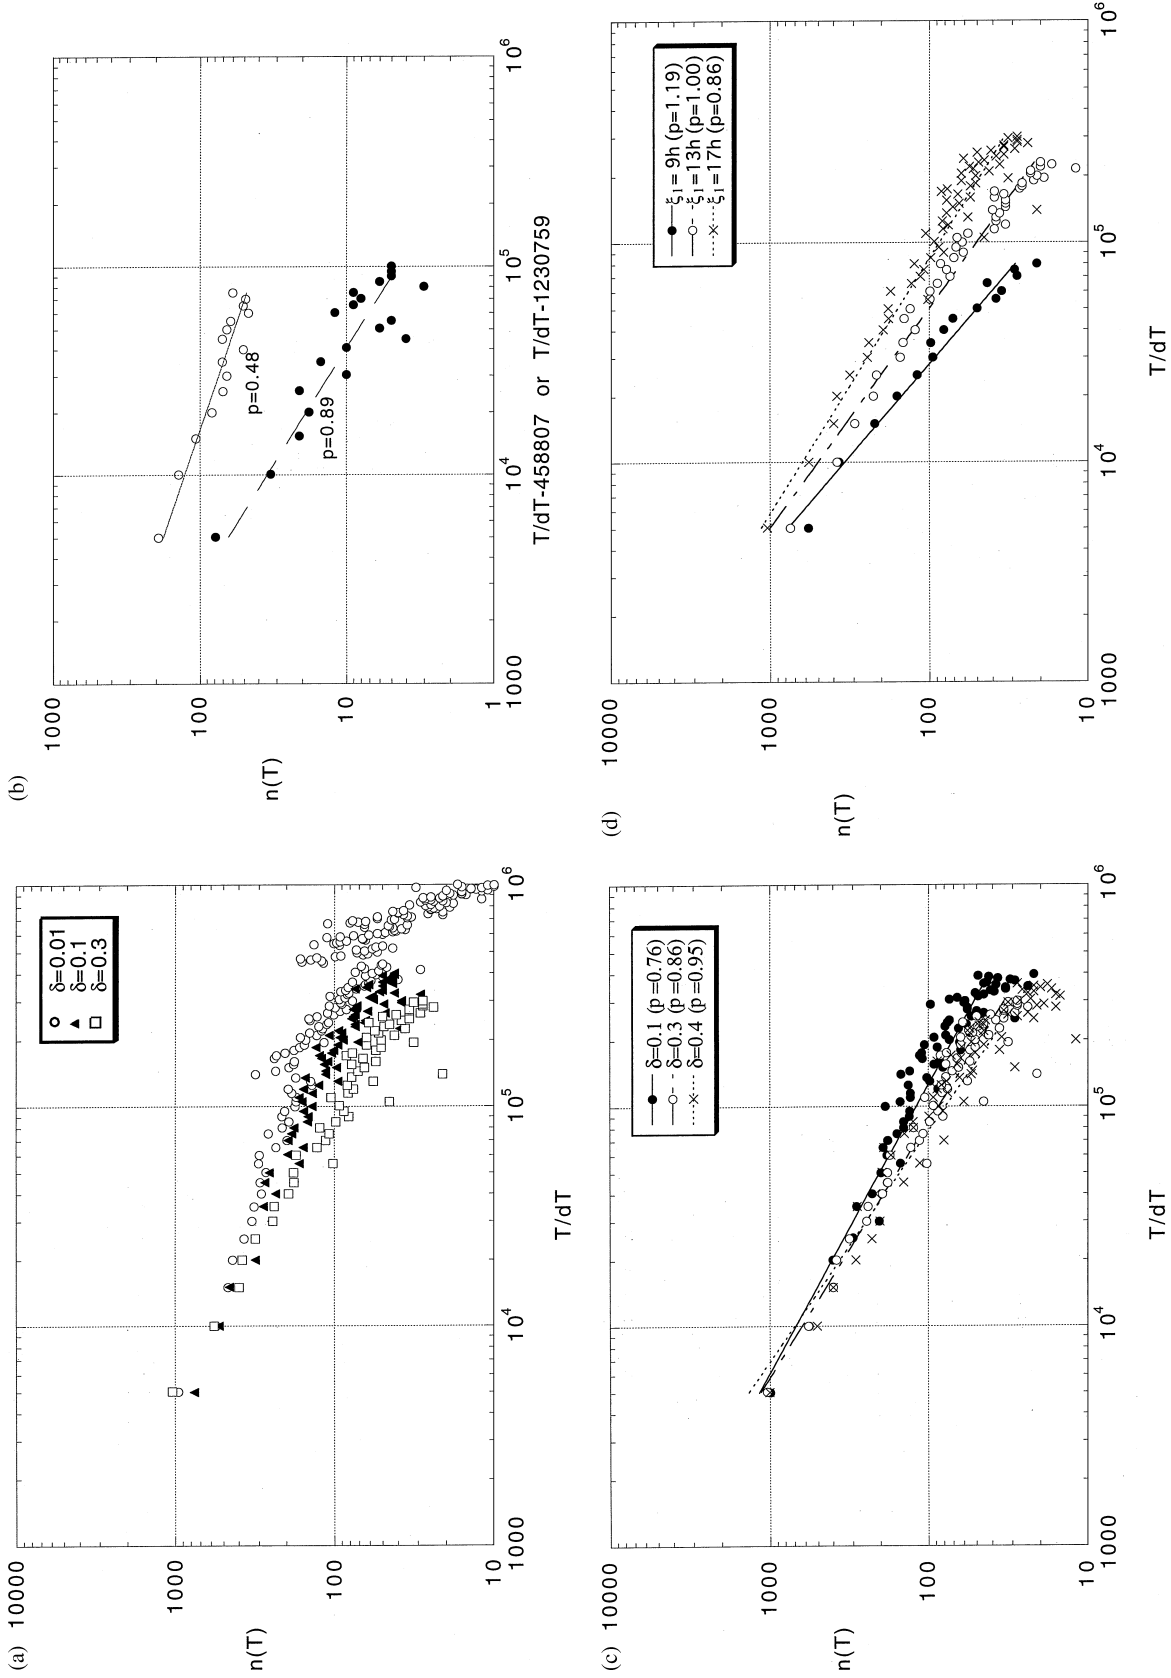 (a)
10000
1000
100
10
n(T)
1000
10⁴
10⁵
10⁶
T/dT
δ=0.01
δ=0.1
δ=0.3
(b)
1000
100
10
1
n(T)
1000
10⁴
10⁵
10⁶
T/dT-458807 or T/dT-1230759
p=0.48
p=0.89
(c)
10000
1000
100
10
n(T)
1000
10⁴
10⁵
10⁶
T/dT
δ=0.1 (p=0.76)
δ=0.3 (p=0.86)
δ=0.4 (p=0.95)
(d)
10000
1000
100
10
n(T)
1000
10⁴
10⁵
10⁶
T/dT
ξ₁= 9h (p=1.19)
ξ₁=13h (p=1.00)
ξ₁=17h (p=0.86)